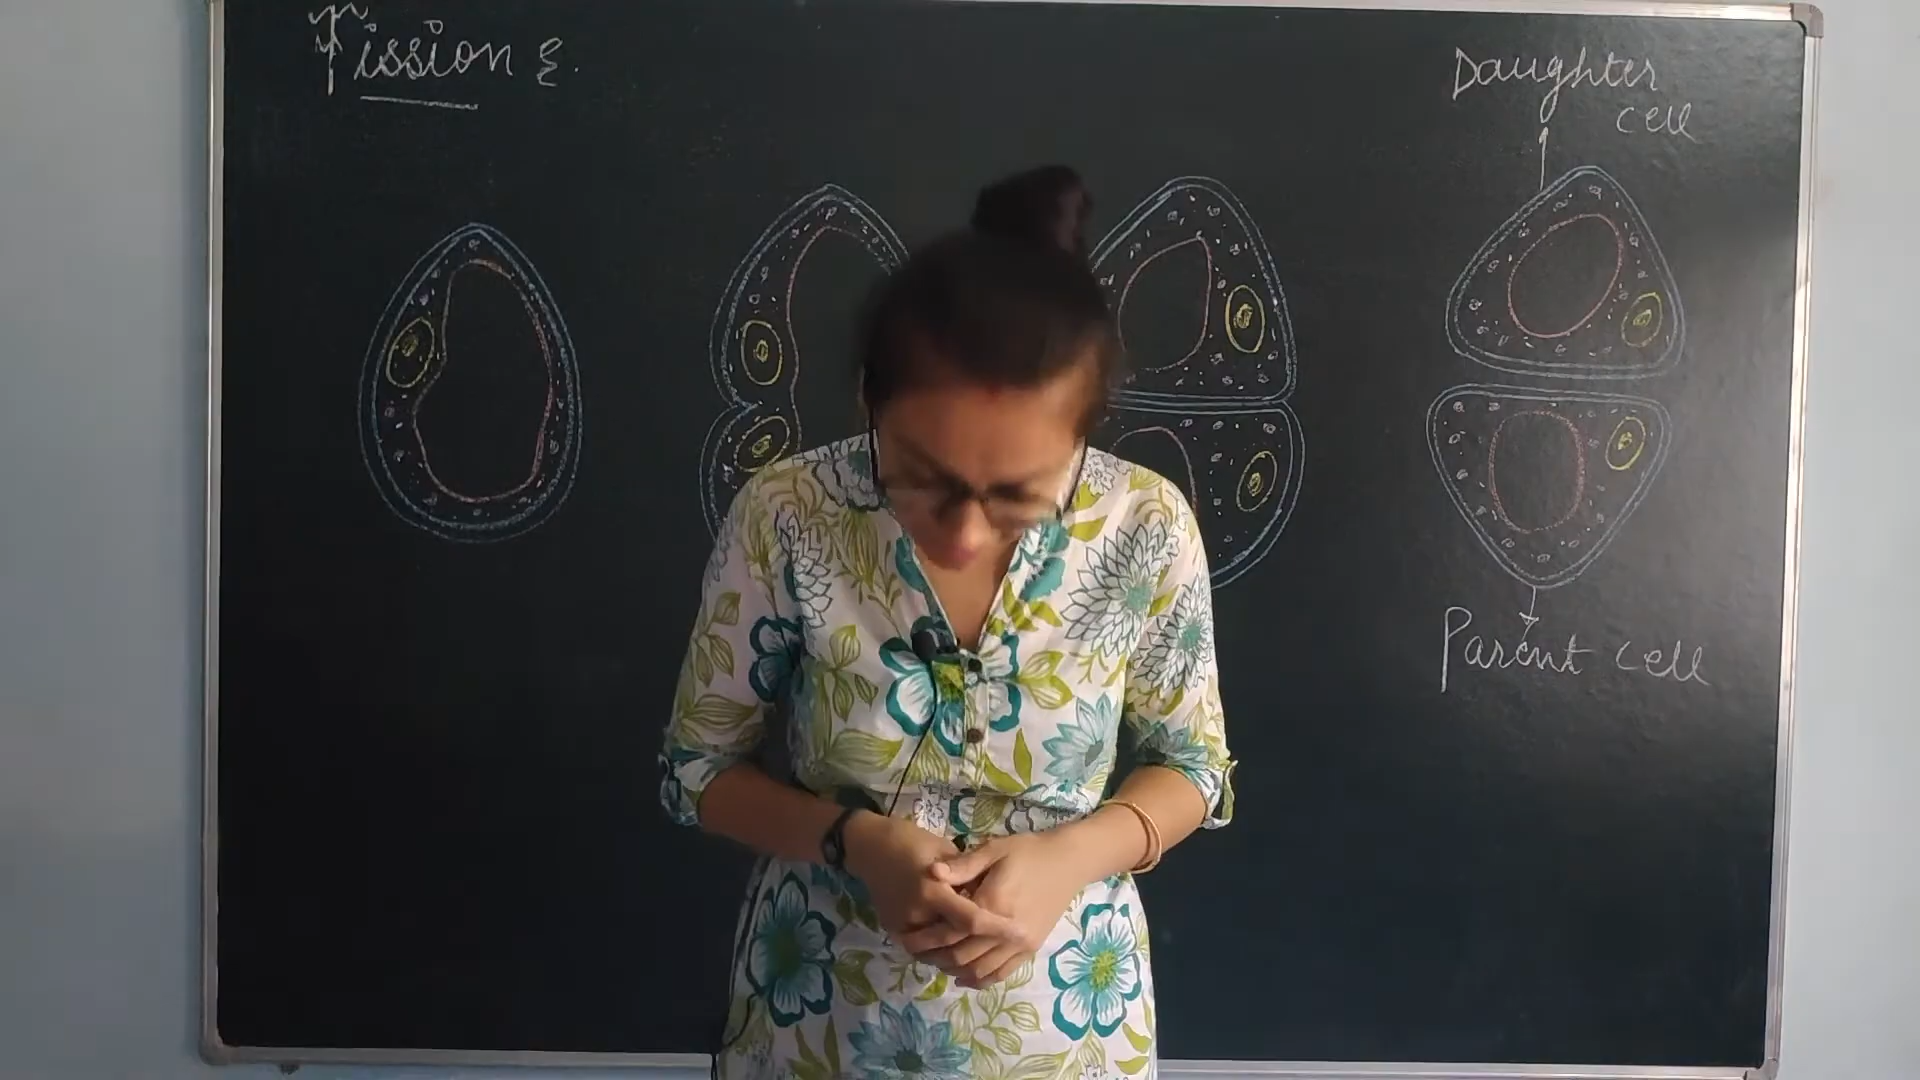 Fission &.
Daughter
cell
Parent cell